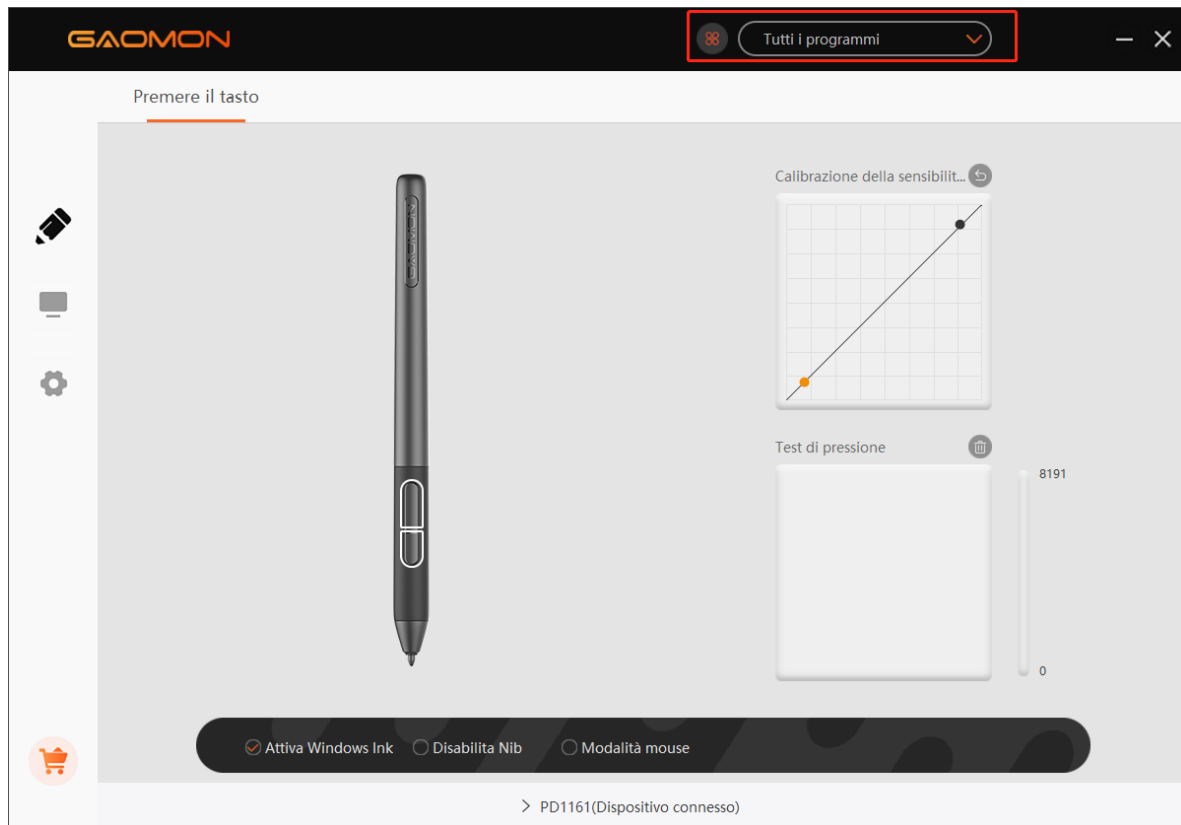 GAOMON
Tutti i programmi
Premere il tasto
Calibrazione della sensibilit...
GAOMON
Test di pressione
8191
0
Attiva Windows Ink
Disabilita Nib
Modalità mouse
PD1161(Dispositivo connesso)